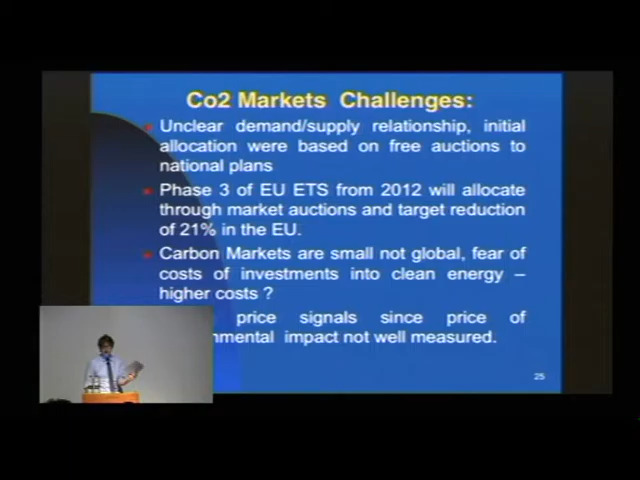 Co2 Markets Challenges:
Unclear demand/supply relationship, initial
allocation were based on free auctions to
national plans
Phase 3 of EU ETS from 2012 will allocate
through market auctions and target reduction
of 21% in the EU.
Carbon Markets are small not global, fear of
costs of investments into clean energy –
higher costs ?
price signals since price of
nmental impact not well measured.
25